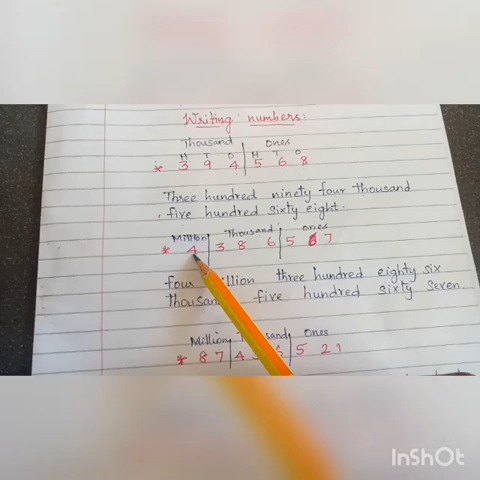 Writing numbers:
Thousand | Ones
H T O | H T O
* 3 9 4 | 5 6 8
Three hundred ninety four thousand
, five hundred sixty eight.
Million | Thousand | Ones
* 4 | 3 8 6 | 5 6 7
four three hundred eighty six
five hundred sixty seven
Million | Ones
* 8 7 | 4 | 5 2 1
InShOt